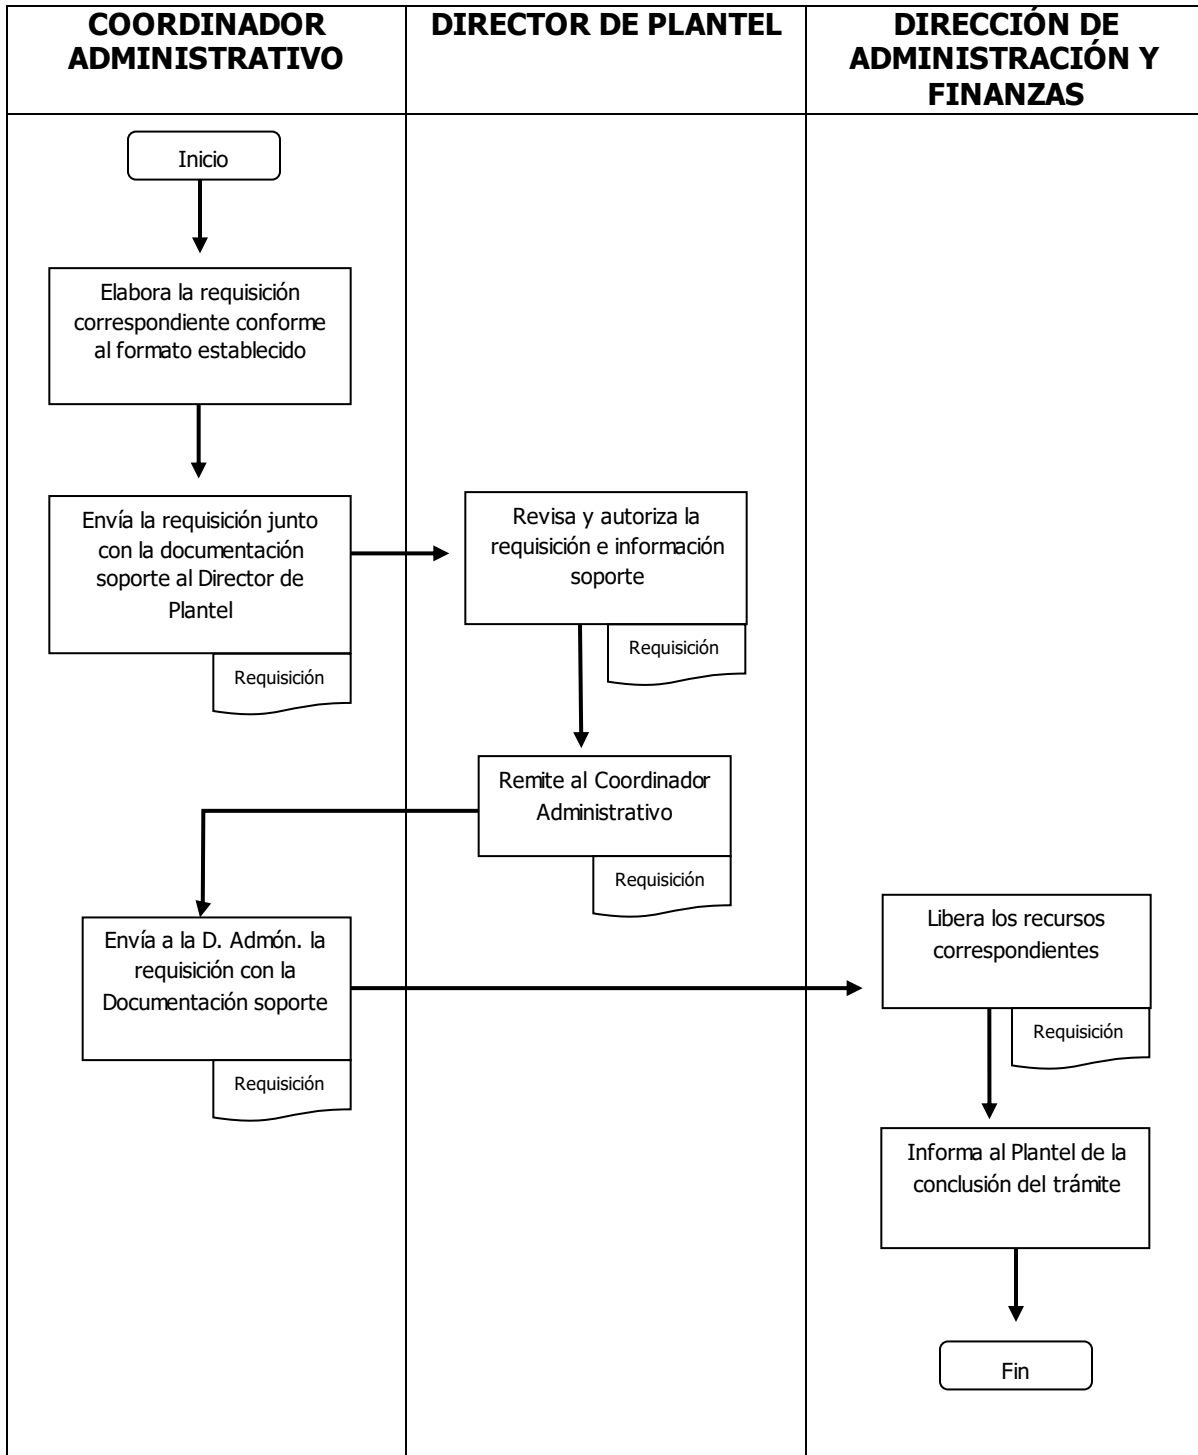 COORDINADOR
ADMINISTRATIVO
DIRECTOR DE PLANTEL
DIRECCIÓN DE
ADMINISTRACIÓN Y
FINANZAS
Inicio
Elabora la requisición
correspondiente conforme
al formato establecido
Envía la requisición junto
con la documentación
soporte al Director de
Plantel
Requisición
Revisa y autoriza la
requisición e información
soporte
Requisición
Remite al Coordinador
Administrativo
Requisición
Envía a la D. Admón. la
requisición con la
Documentación soporte
Requisición
Libera los recursos
correspondientes
Requisición
Informa al Plantel de la
conclusión del trámite
Fin